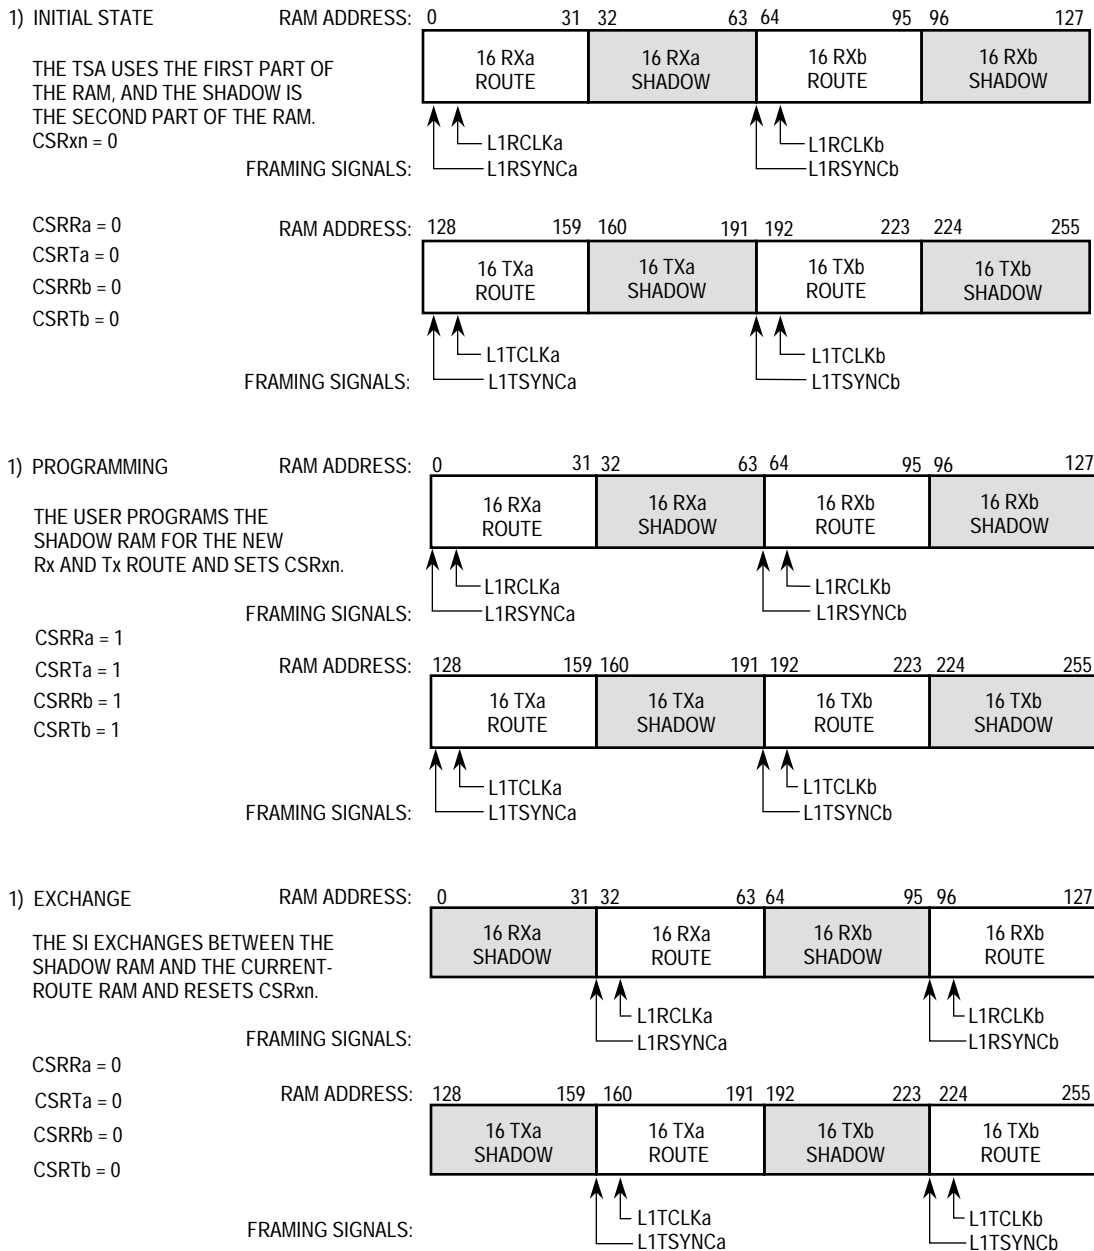 1) INITIAL STATE
RAM ADDRESS: 0 31 32 63 64 95 96 127
THE TSA USES THE FIRST PART OF
THE RAM, AND THE SHADOW IS
THE SECOND PART OF THE RAM.
CSRxn = 0
16 RXa
ROUTE
16 RXa
SHADOW
16 RXb
ROUTE
16 RXb
SHADOW
L1RCLKa
L1RCLKb
FRAMING SIGNALS: L1RSYNCa L1RSYNCb
CSRRa = 0
CSRTa = 0
CSRRb = 0
CSRTb = 0
RAM ADDRESS: 128 159 160 191 192 223 224 255
16 TXa
ROUTE
16 TXa
SHADOW
16 TXb
ROUTE
16 TXb
SHADOW
L1TCLKa
L1TCLKb
FRAMING SIGNALS: L1TSYNCa L1TSYNCb
1) PROGRAMMING
RAM ADDRESS: 0 31 32 63 64 95 96 127
THE USER PROGRAMS THE
SHADOW RAM FOR THE NEW
Rx AND Tx ROUTE AND SETS CSRxn.
16 RXa
ROUTE
16 RXa
SHADOW
16 RXb
ROUTE
16 RXb
SHADOW
L1RCLKa
L1RCLKb
FRAMING SIGNALS: L1RSYNCa L1RSYNCb
CSRRa = 1
CSRTa = 1
CSRRb = 1
CSRTb = 1
RAM ADDRESS: 128 159 160 191 192 223 224 255
16 TXa
ROUTE
16 TXa
SHADOW
16 TXb
ROUTE
16 TXb
SHADOW
L1TCLKa
L1TCLKb
FRAMING SIGNALS: L1TSYNCa L1TSYNCb
1) EXCHANGE
RAM ADDRESS: 0 31 32 63 64 95 96 127
THE SI EXCHANGES BETWEEN THE
SHADOW RAM AND THE CURRENT-
ROUTE RAM AND RESETS CSRxn.
16 RXa
SHADOW
16 RXa
ROUTE
16 RXb
SHADOW
16 RXb
ROUTE
L1RCLKa
L1RCLKb
FRAMING SIGNALS: L1RSYNCa L1RSYNCb
CSRRa = 0
CSRTa = 0
CSRRb = 0
CSRTb = 0
RAM ADDRESS: 128 159 160 191 192 223 224 255
16 TXa
SHADOW
16 TXa
ROUTE
16 TXb
SHADOW
16 TXb
ROUTE
L1TCLKa
L1TCLKb
FRAMING SIGNALS: L1TSYNCa L1TSYNCb